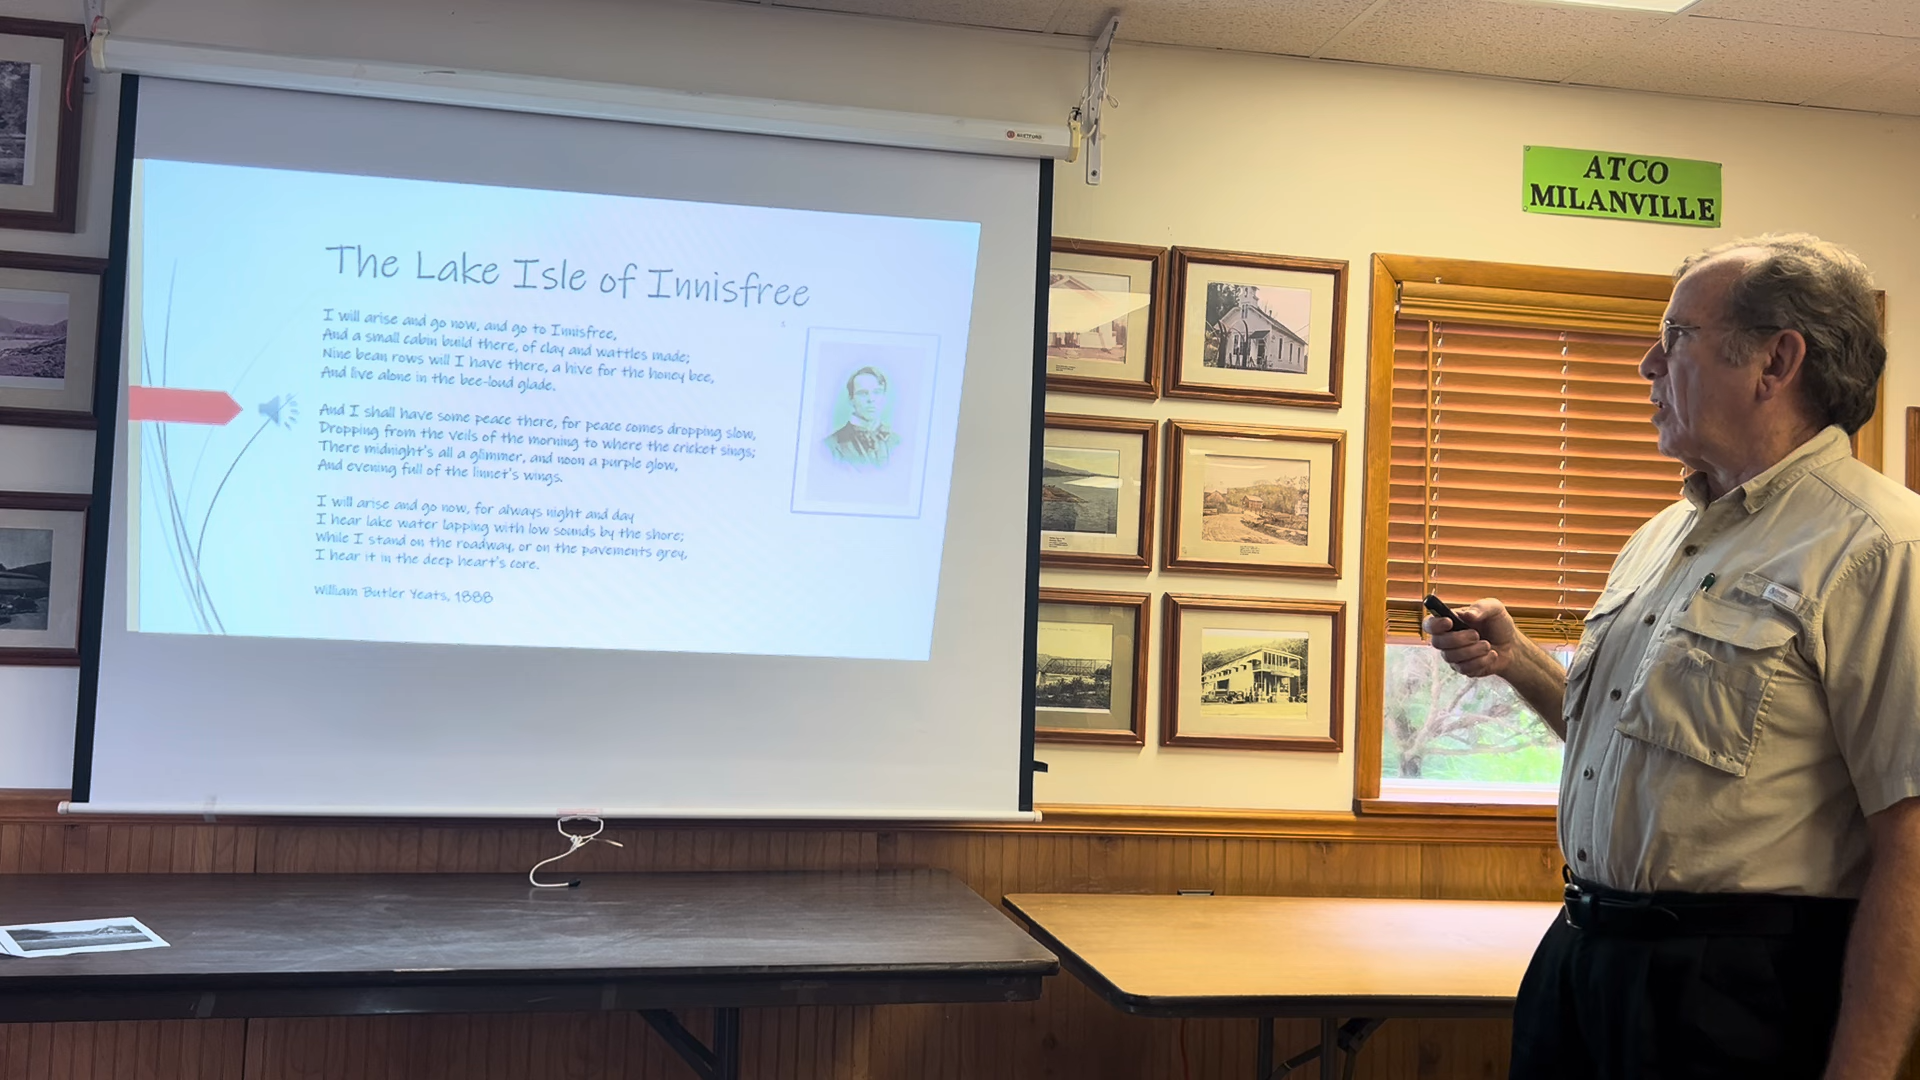 The Lake Isle of Innisfree
I will arise and go now, and go to Innisfree,
And a small cabin build there, of clay and wattles made;
Nine bean rows will I have there, a hive for the honey bee,
And live alone in the bee-loud glade.
And I shall have some peace there, for peace comes dropping slow,
Dropping from the veils of the morning to where the cricket sings;
There midnight's all a glimmer, and noon a purple glow,
And evening full of the linnet's wings.
I will arise and go now, for always night and day
I hear lake water lapping with low sounds by the shore;
While I stand on the roadway, or on the pavements grey,
I hear it in the deep heart's core.
William Butler Yeats, 1888
ATCO
MILANVILLE